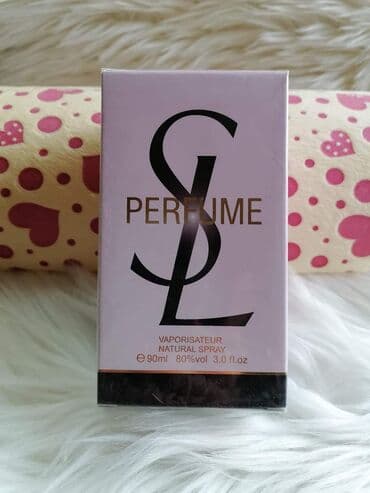 SL
PERFUME
VAPORISATEUR
NATURAL SPRAY
℮90ml 80%vol 3.0 fl.oz